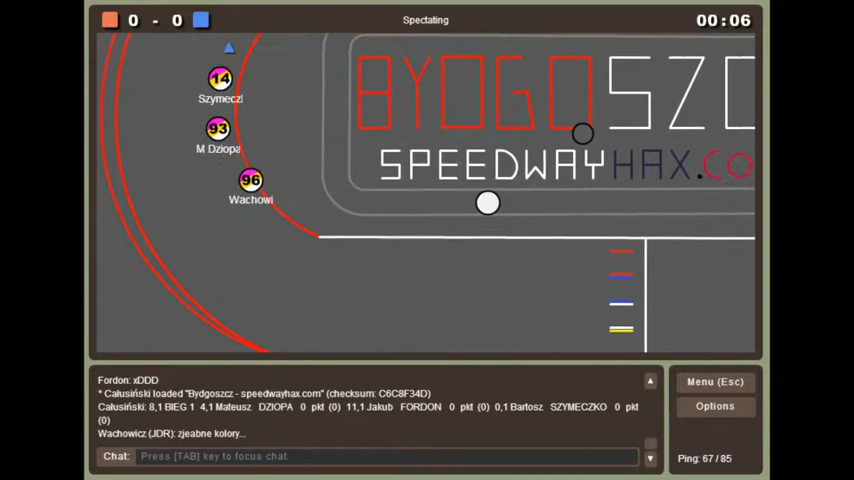 0 - 0
Spectating
00:06
BYDGOSZC
14
Szymeczl
93
M Dziopa
96
Wachowi
SPEEDWAYHAX.CO
Fordon: xDDD
* Całusiński loaded "Bydgoszcz - speedwayhax.com" (checksum: C6C8F34D)
Całusiński: 8,1 BIEG 1 4,1 Mateusz DZIOPA 0 pkt (0) 11,1 Jakub FORDON 0 pkt (0) 0,1 Bartosz SZYMECZKO 0 pkt
(0)
Wachowicz (JDR): zjeabne kolory...
Chat: Press [TAB] key to focus chat.
Menu (Esc)
Options
Ping: 67 / 85